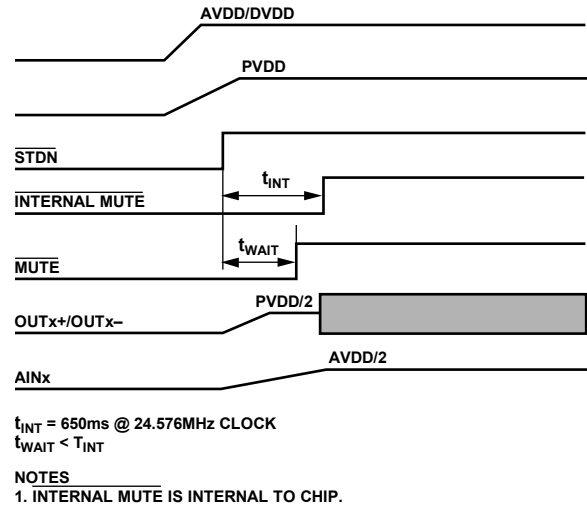 AVDD/DVDD
PVDD
STDN
tINT
INTERNAL MUTE
tWAIT
MUTE
PVDD/2
OUTx+/OUTx–
AVDD/2
AINx
tINT = 650ms @ 24.576MHz CLOCK
tWAIT < TINT
NOTES
1. INTERNAL MUTE IS INTERNAL TO CHIP.